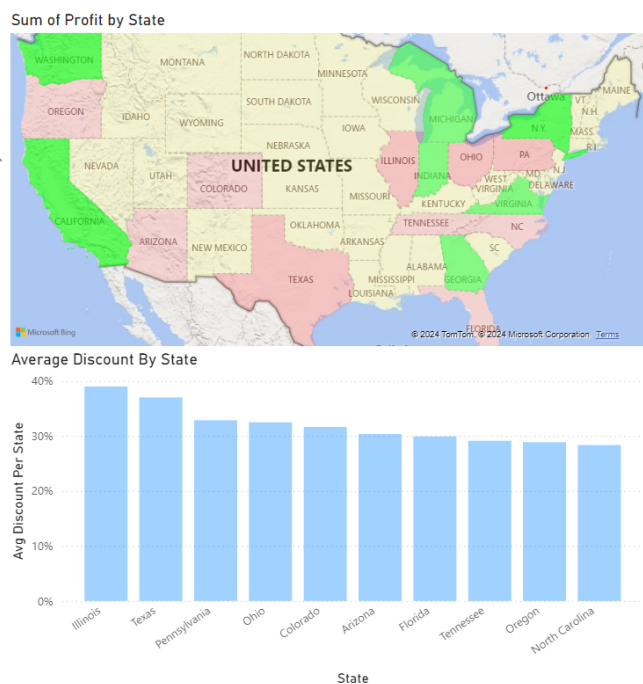 Sum of Profit by State
WASHINGTON
MONTANA
NORTH DAKOTA
MINNESOTA
Ottawa
MAINE
OREGON
IDAHO
WYOMING
SOUTH DAKOTA
WISCONSIN
MICHIGAN
VT.
N.H.
N.Y.
MASS.
RI
NEVADA
UTAH
COLORADO
NEBRASKA
IOWA
UNITED STATES
KANSAS
MISSOURI
ILLINOIS
INDIANA
OHIO
PA
NJ
MD.
DELAWARE
WEST
VIRGINIA
VIRGINIA
KENTUCKY
CALIFORNIA
ARIZONA
NEW MEXICO
OKLAHOMA
ARKANSAS
TENNESSEE
NC
SC
TEXAS
LOUISIANA
MISSISSIPPI
ALABAMA
GEORGIA
FLORIDA
Microsoft Bing
© 2024 TomTom, © 2024 Microsoft Corporation Terms
Average Discount By State
Avg Discount Per State
40%
30%
20%
10%
0%
Illinois
Texas
Pennsylvania
Ohio
Colorado
Arizona
Florida
Tennessee
Oregon
North Carolina
State